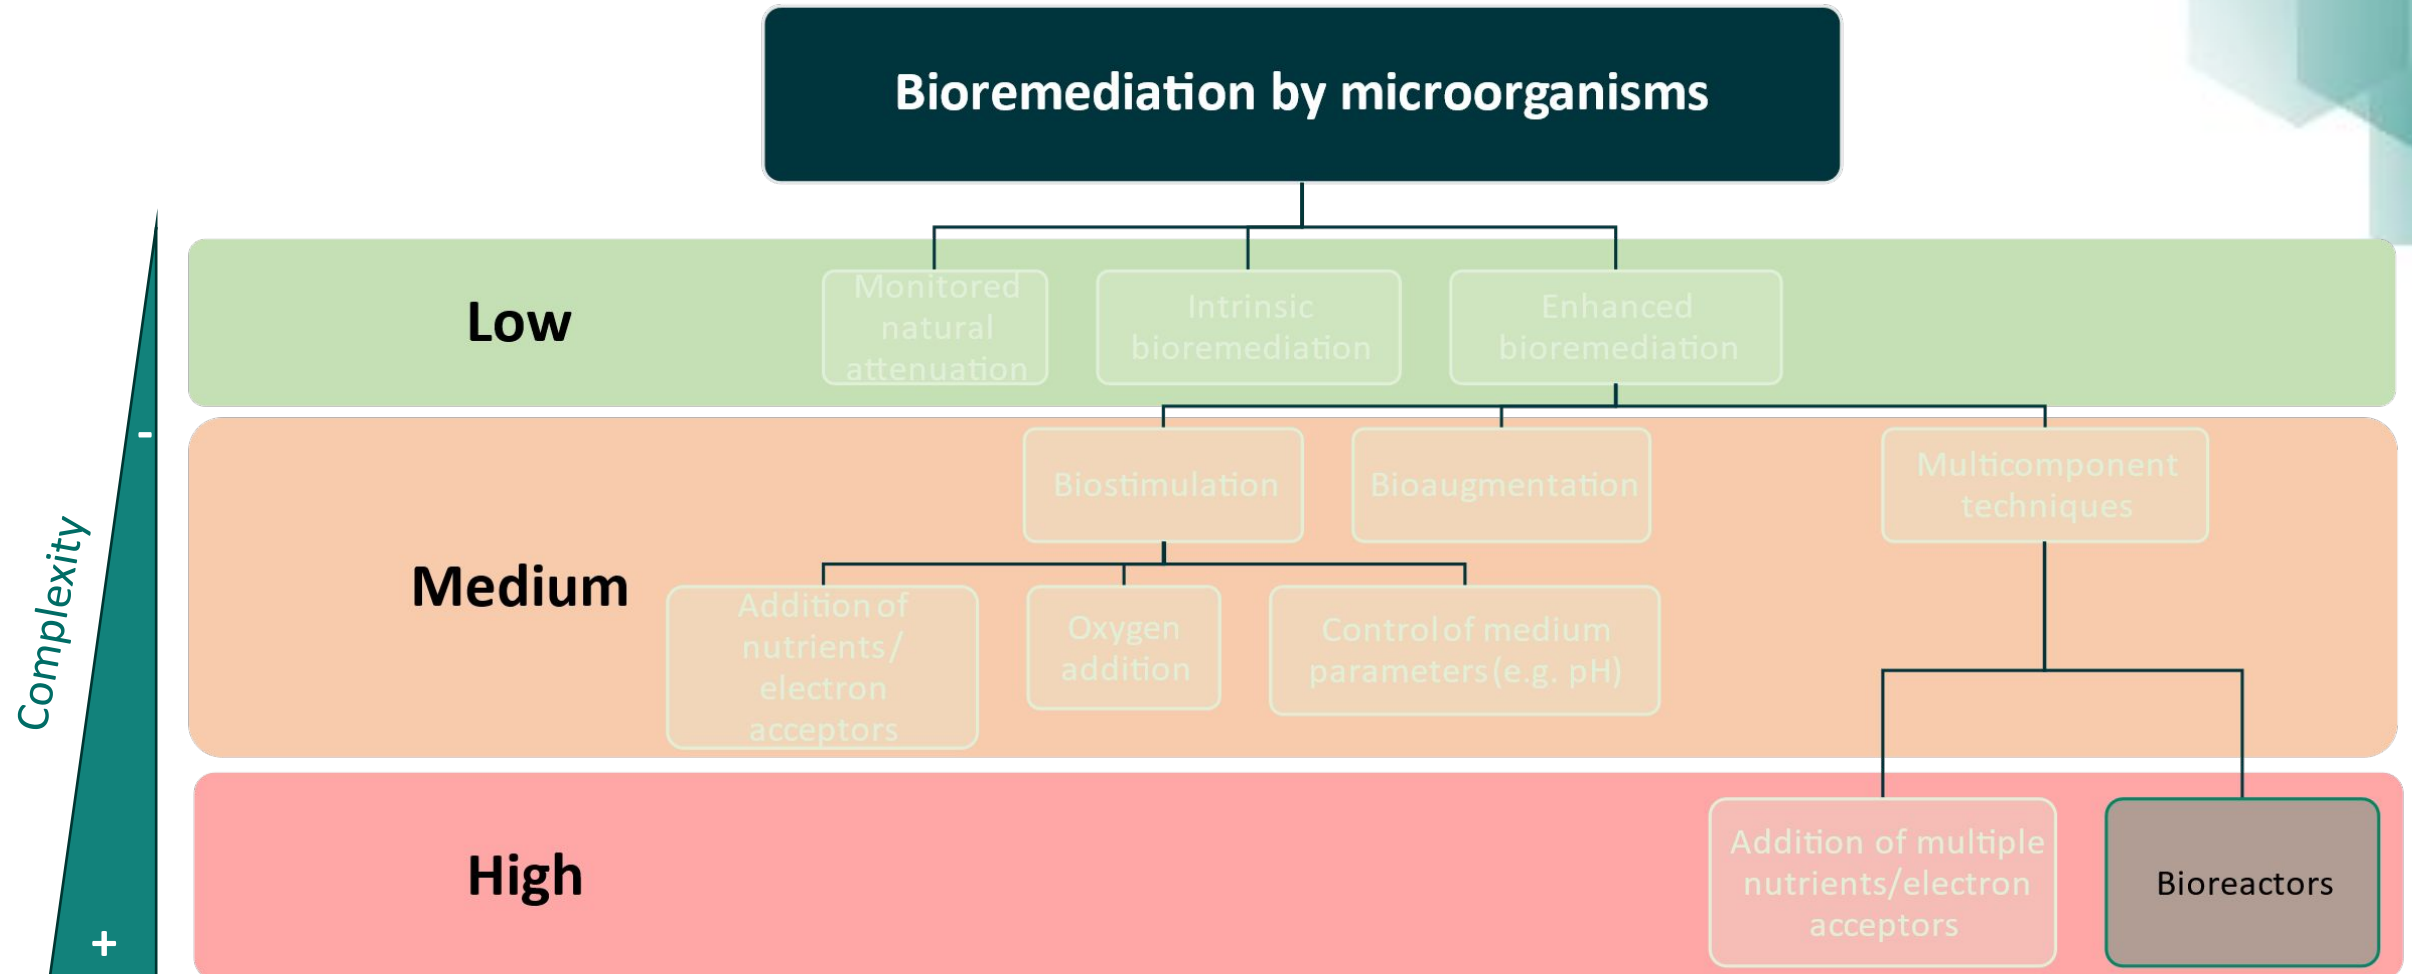 Bioremediation by microorganisms
Low
Monitored
natural
attenuation
Intrinsic
bioremediation
Enhanced
bioremediation
-
Complexity
Medium
Biostimulation
Bioaugmentation
Multicomponent
techniques
Addition of
nutrients/
electron
acceptors
Oxygen
addition
Control of medium
parameters (e.g. pH)
High
Addition of multiple
nutrients/electron
acceptors
Bioreactors
+